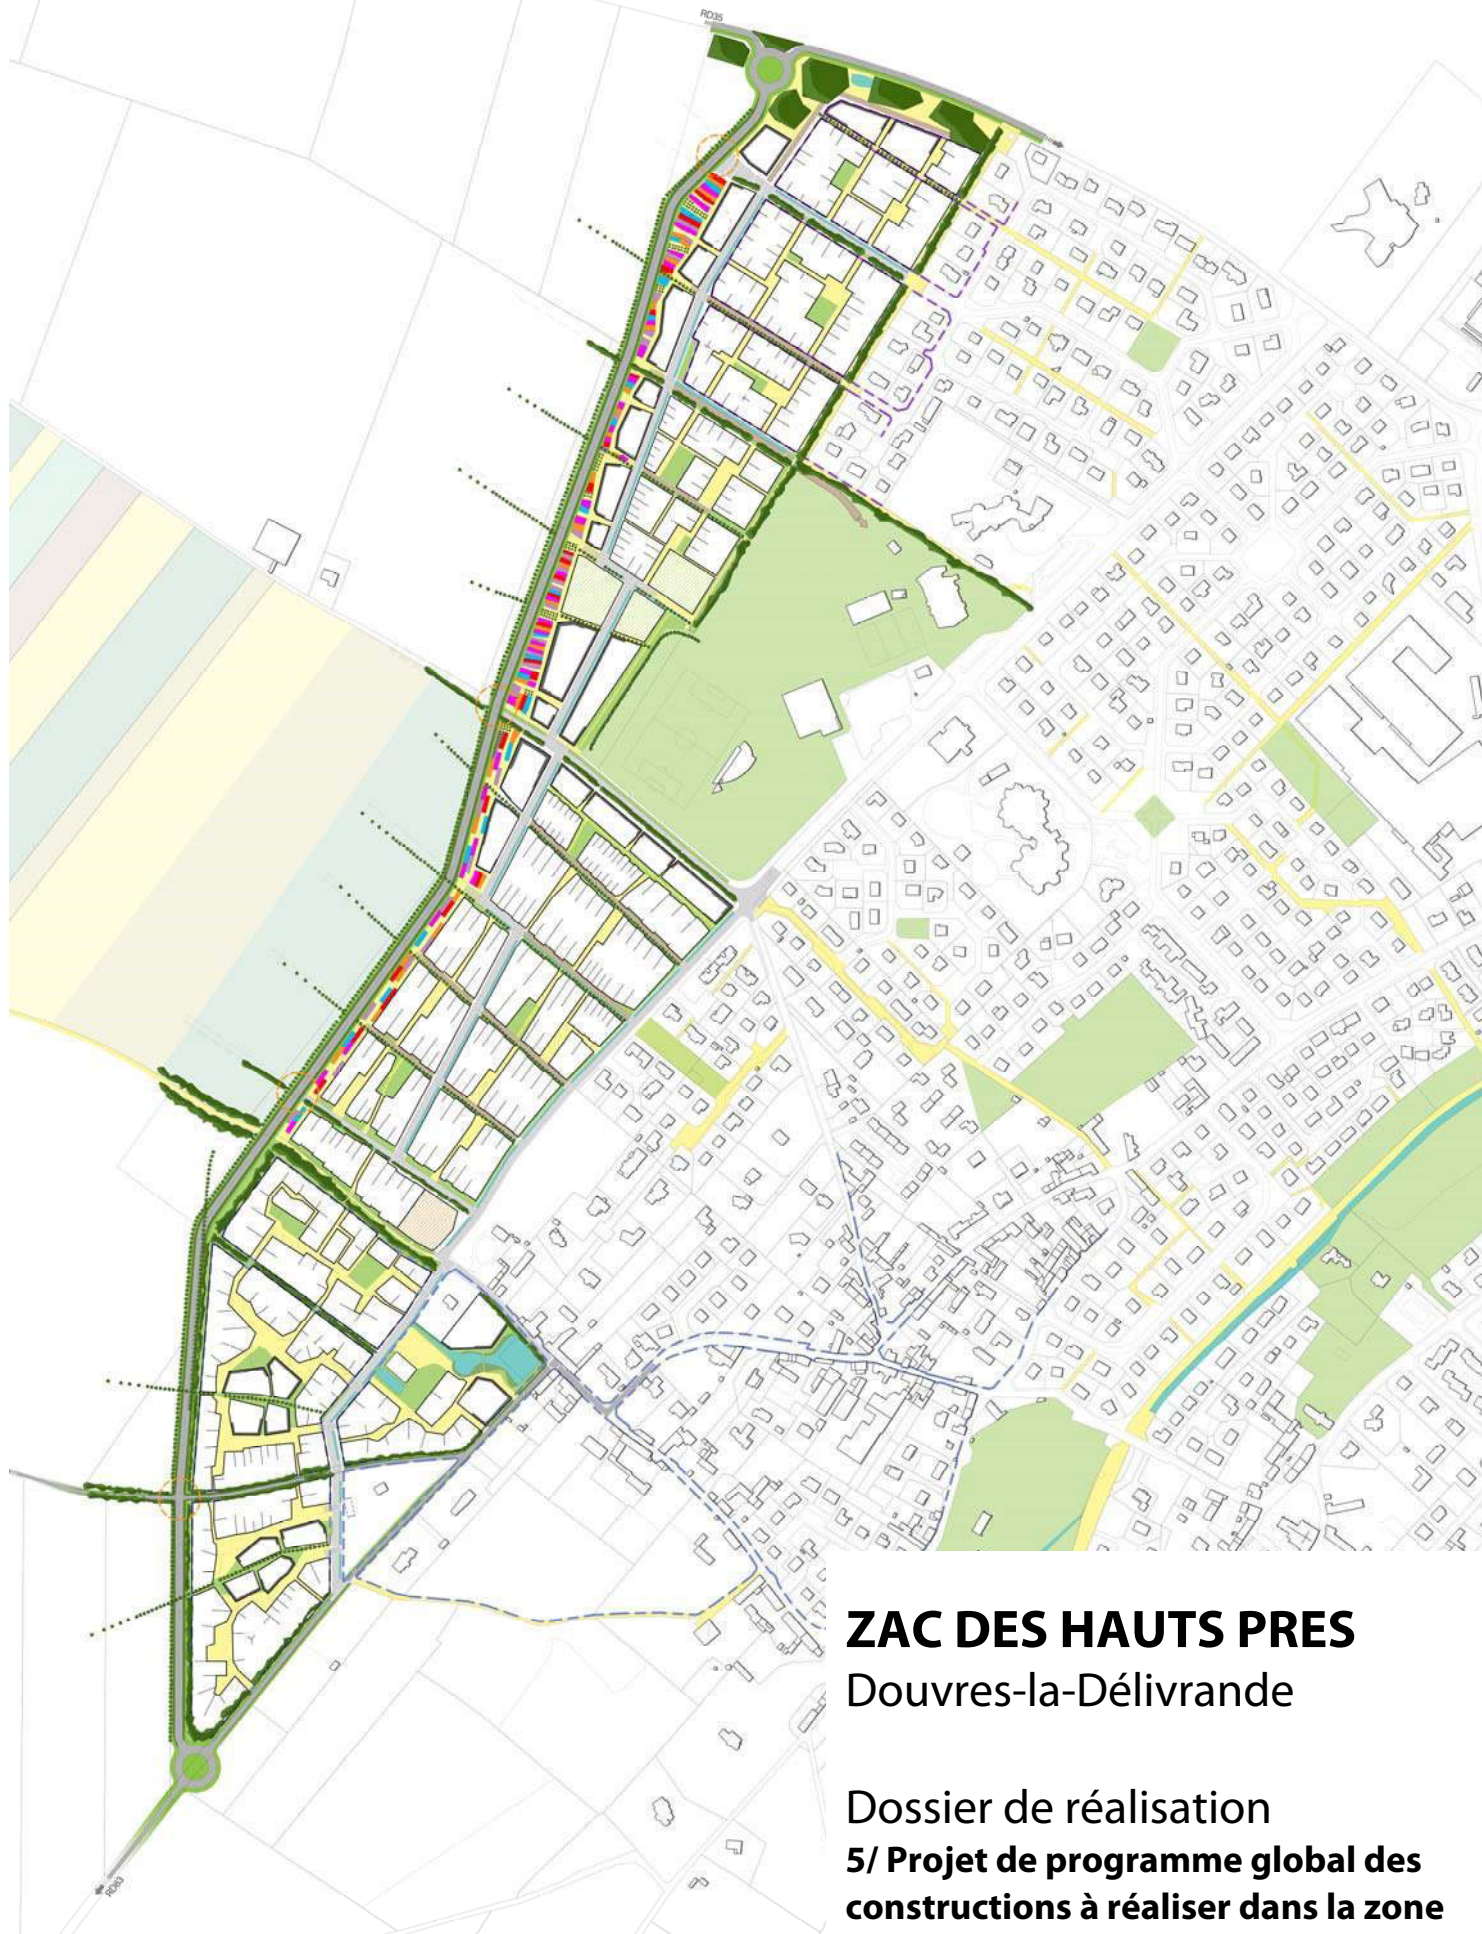 RD35
ZAC DES HAUTS PRES
Douvres-la-Délivrande
Dossier de réalisation
5/ Projet de programme global des
constructions à réaliser dans la zone
RD83